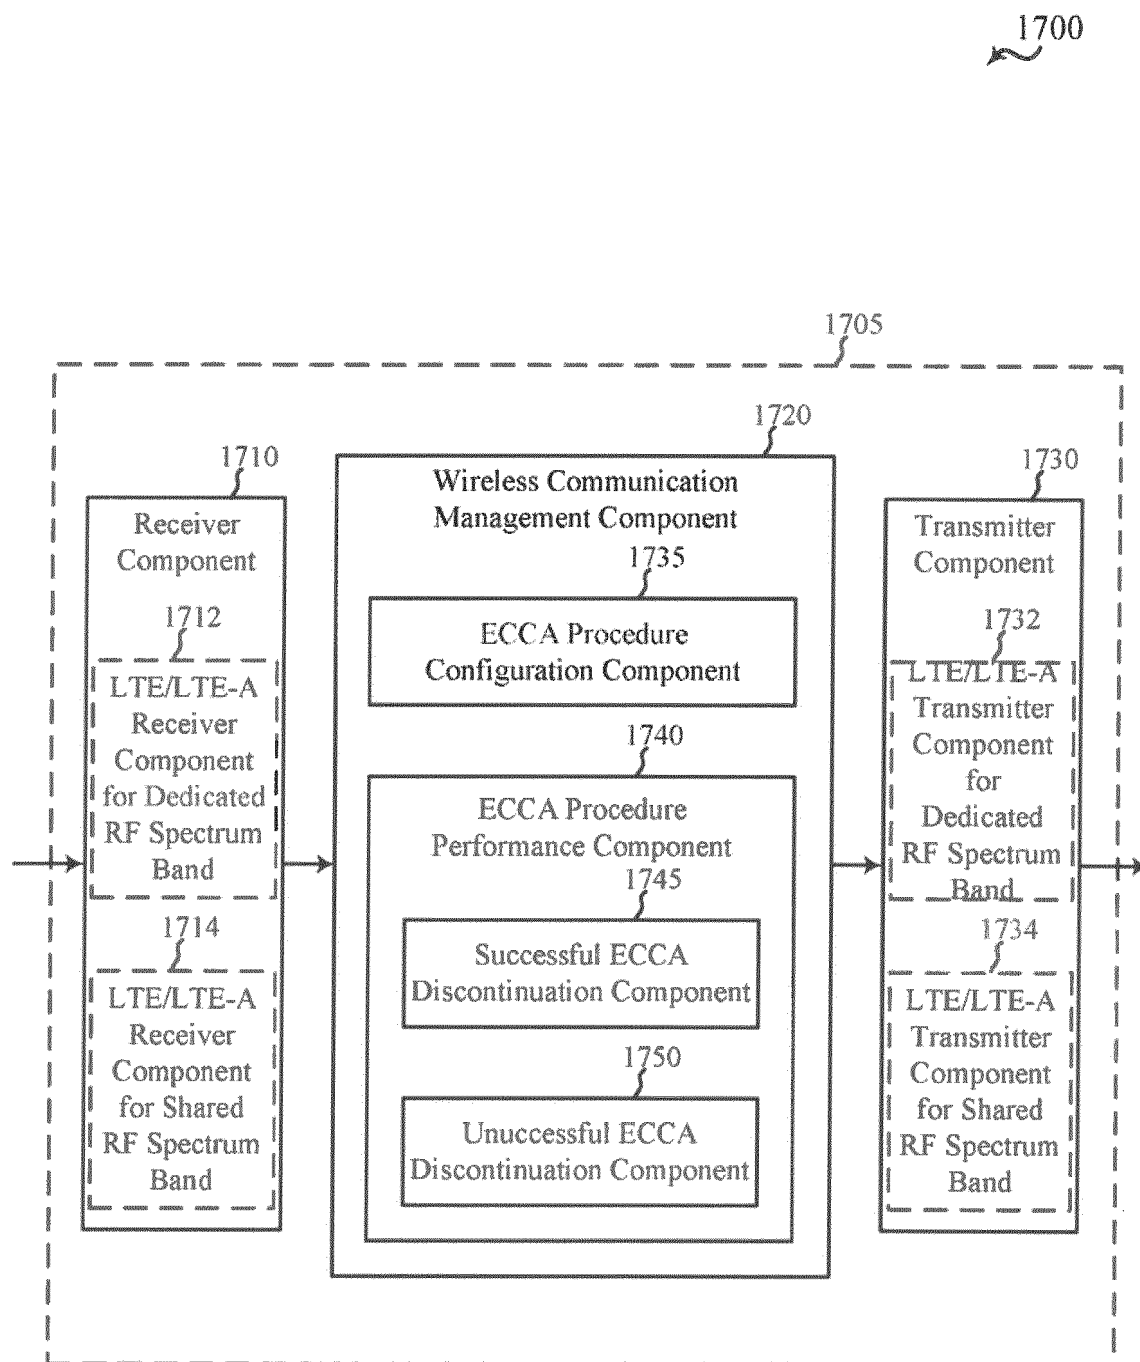 1700
1705
1710
Receiver
Component
1712
LTE/LTE-A
Receiver
Component
for Dedicated
RF Spectrum
Band
1714
LTE/LTE-A
Receiver
Component
for Shared
RF Spectrum
Band
1720
Wireless Communication
Management Component
1735
ECCA Procedure
Configuration Component
1740
ECCA Procedure
Performance Component
1745
Successful ECCA
Discontinuation Component
1750
Unuccessful ECCA
Discontinuation Component
1730
Transmitter
Component
1732
LTE/LTE-A
Transmitter
Component
for
Dedicated
RF Spectrum
Band
1734
LTE/LTE-A
Transmitter
Component
for Shared
RF Spectrum
Band